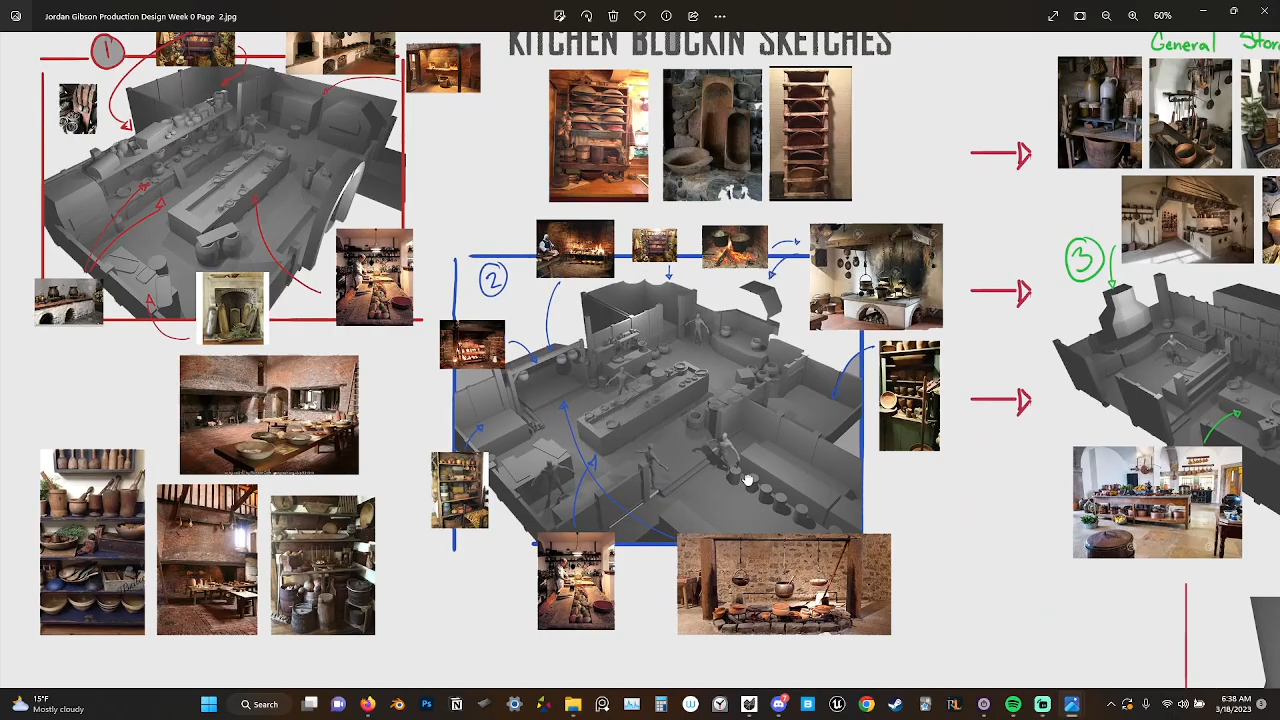 Jordan Gibson Production Design Week 0 Page 2.jpg
60%
KITCHEN BLOCKIN SKETCHES
General Stor
1
2
3
15°F
Mostly cloudy
Search
6:38 AM
3/18/2023